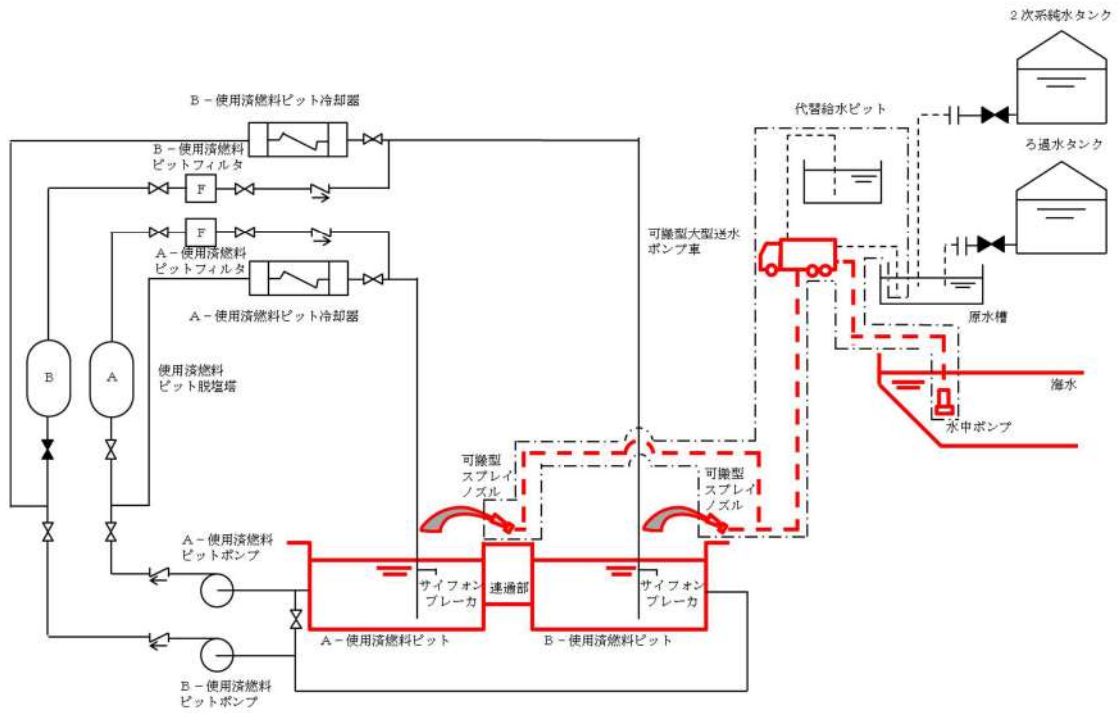 2次系純水タンク
B-使用済燃料ピット冷却器
代替給水ピット
B-使用済燃料
ピットフィルタ
F
ろ過水タンク
F
A-使用済燃料
ピットフィルタ
可搬型大型送水
ポンプ車
A-使用済燃料ピット冷却器
原水槽
B
A
使用済燃料
ピット脱塩塔
海水
水中ポンプ
可搬型
スプレイ
ノズル
可搬型
スプレイ
ノズル
A-使用済燃料
ピットポンプ
サイフォン
ブレーカ
連通部
サイフォン
ブレーカ
A-使用済燃料ピット
B-使用済燃料ピット
B-使用済燃料
ピットポンプ